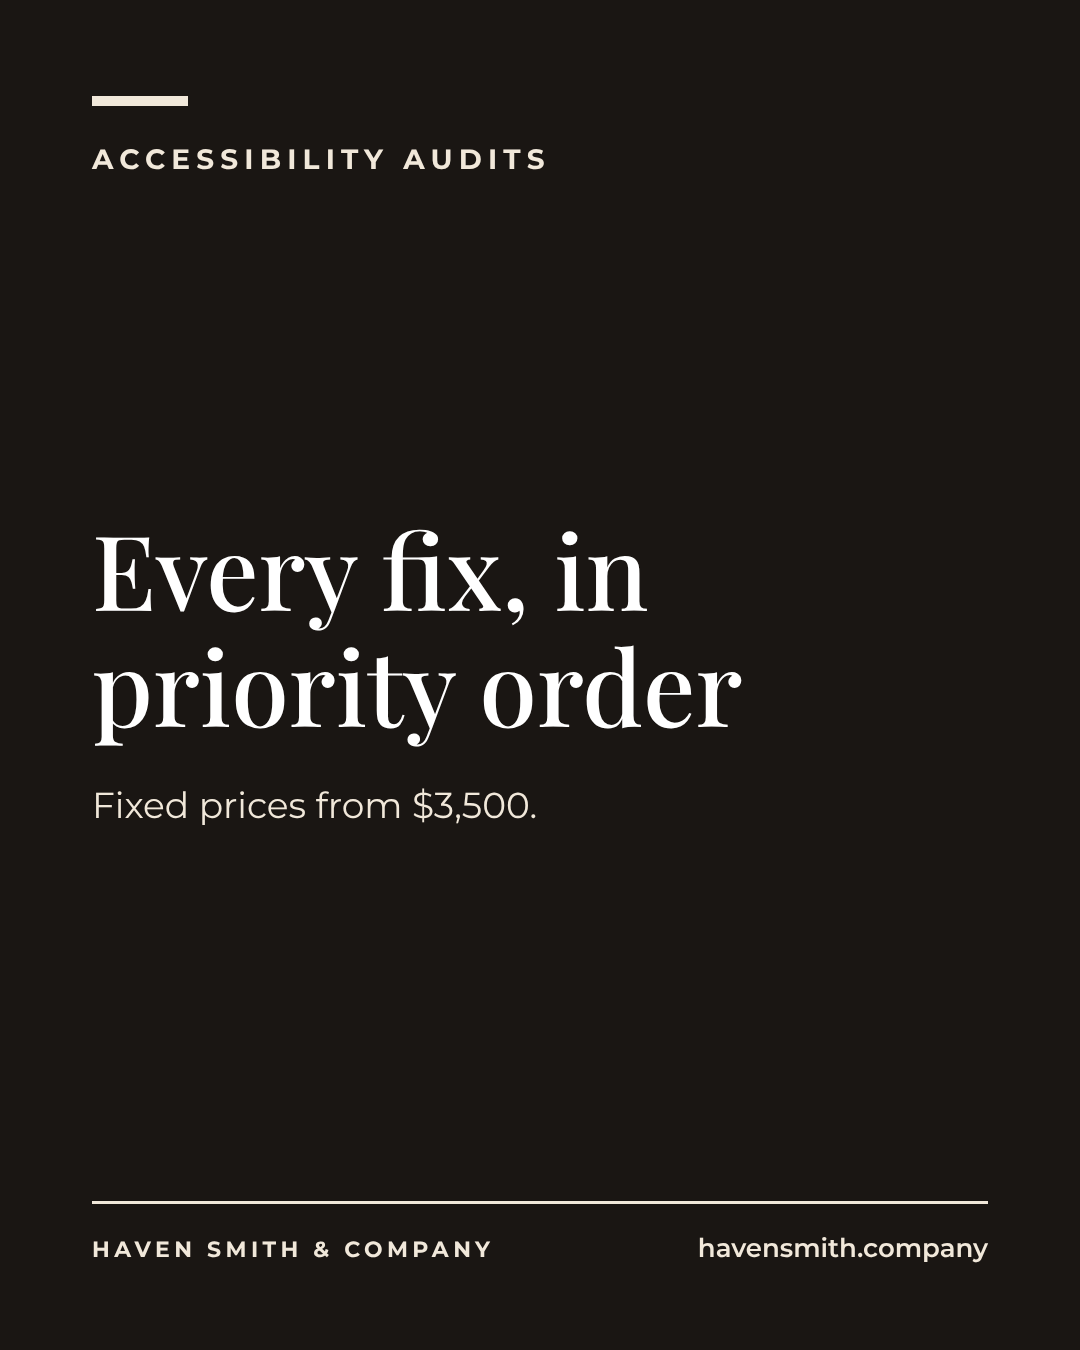 ACCESSIBILITY AUDITS
Every fix, in
priority order
Fixed prices from $3,500.
HAVEN SMITH & COMPANY
havensmith.company